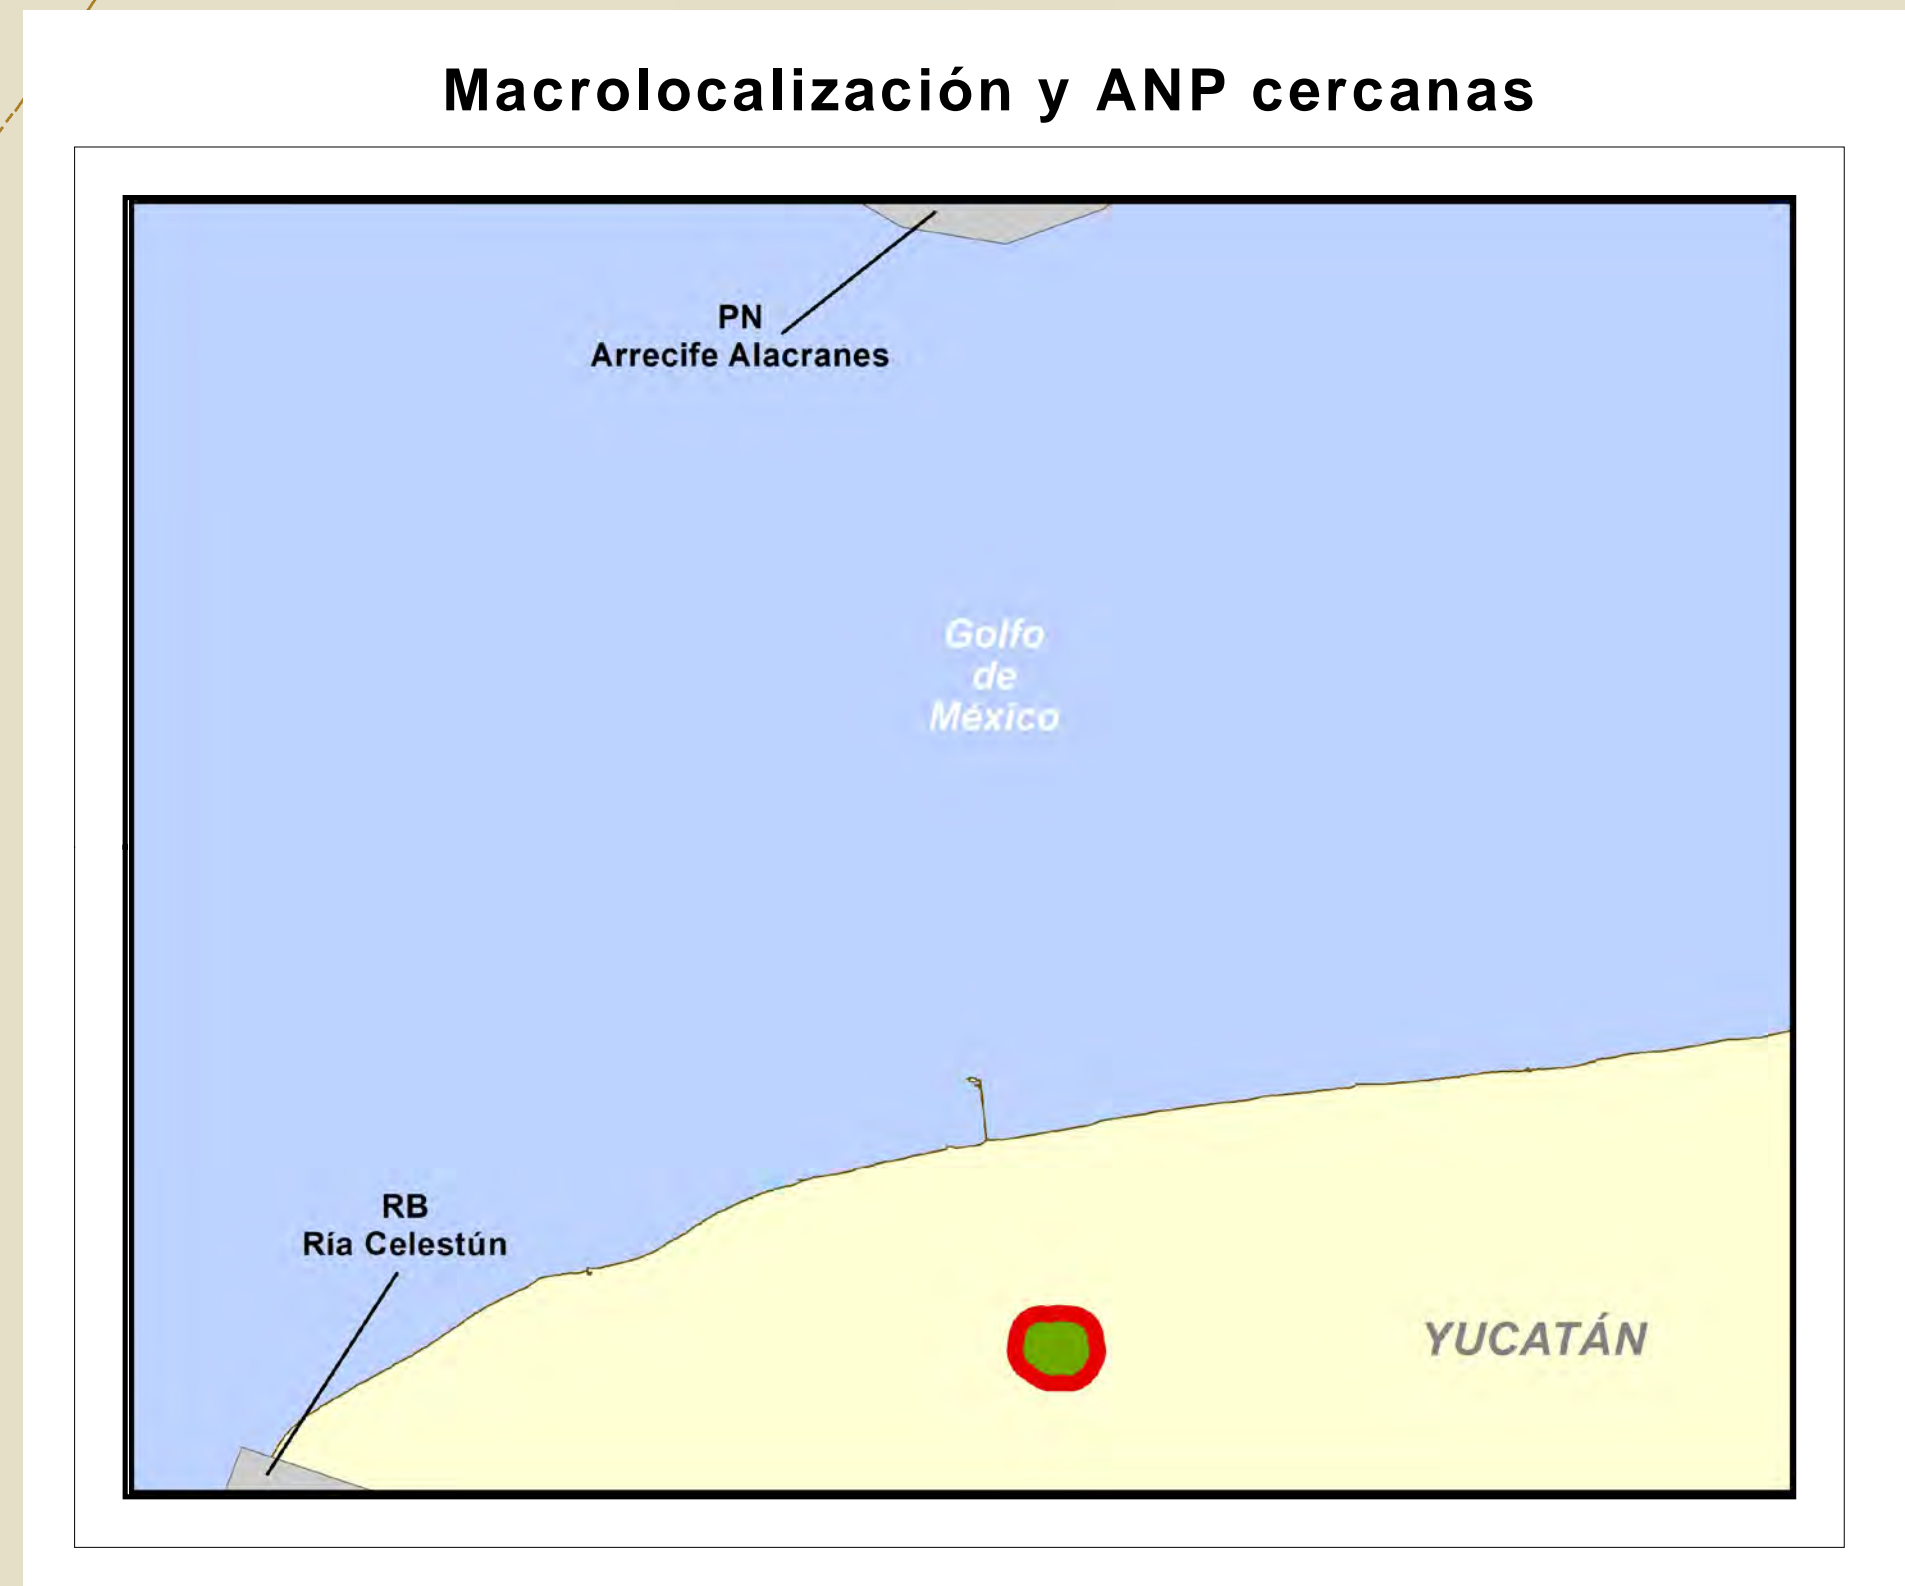 Macrolocalización y ANP cercanas
PN
Arrecife Alacranes
Golfo
de
México
RB
Ría Celestún
YUCATÁN